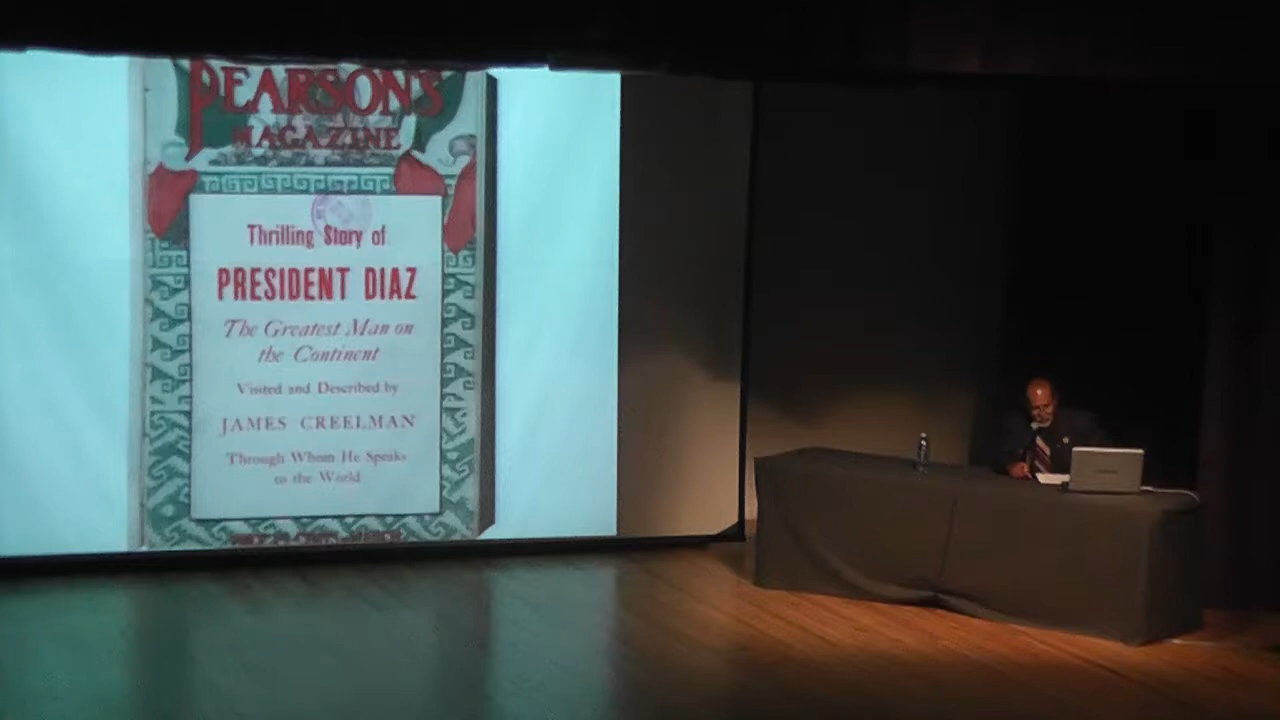 PEARSON'S
MAGAZINE
Thrilling Story of
PRESIDENT DIAZ
The Greatest Man on
the Continent
Visited and Described by
JAMES CREELMAN
Through Whom He Speaks
to the World